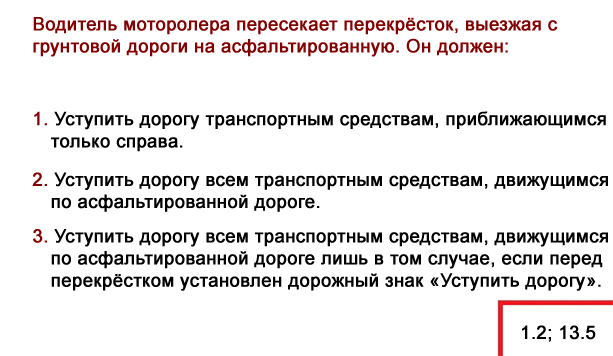 Водитель моторолера пересекает перекрёсток, выезжая с
грунтовой дороги на асфальтированную. Он должен:
1. Уступить дорогу транспортным средствам, приближающимся
только справа.
2. Уступить дорогу всем транспортным средствам, движущимся
по асфальтированной дороге.
3. Уступить дорогу всем транспортным средствам, движущимся
по асфальтированной дороге лишь в том случае, если перед
перекрёстком установлен дорожный знак «Уступить дорогу».
1.2; 13.5